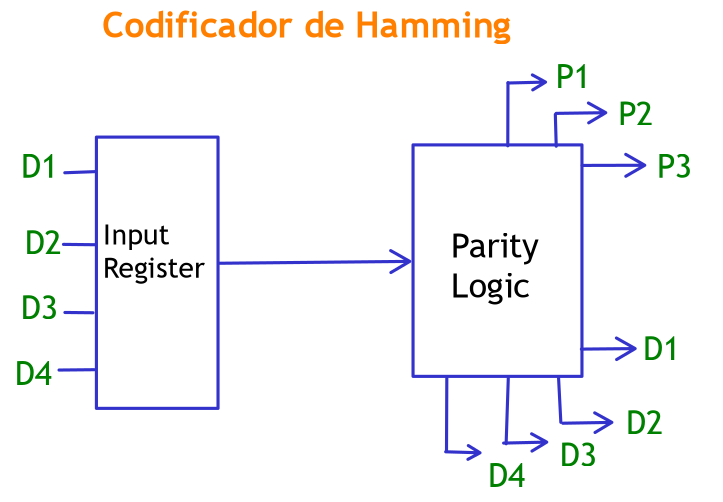 Codificador de Hamming
D1
D2
D3
D4
Input
Register
Parity
Logic
P1
P2
P3
D1
D2
D3
D4